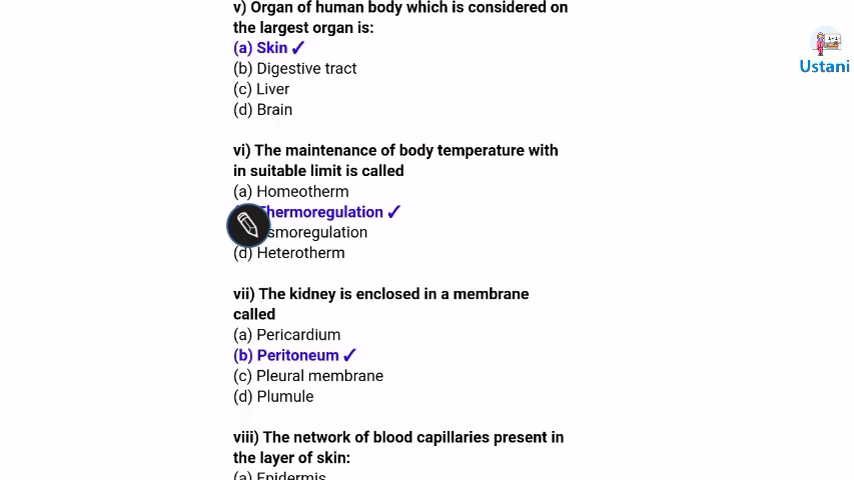 v) Organ of human body which is considered on
the largest organ is:
(a) Skin ✓
(b) Digestive tract
(c) Liver
(d) Brain
Ustani
vi) The maintenance of body temperature with
in suitable limit is called
(a) Homeotherm
Thermoregulation ✓
smoregulation
(d) Heterotherm
vii) The kidney is enclosed in a membrane
called
(a) Pericardium
(b) Peritoneum ✓
(c) Pleural membrane
(d) Plumule
viii) The network of blood capillaries present in
the layer of skin:
(a) Epidermis